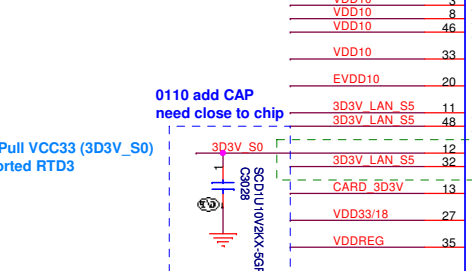 VDD10 3
VDD10 8
VDD10 46
VDD10 33
EVDD10 20
0110 add CAP
need close to chip
3D3V_LAN_S5 11
3D3V_LAN_S5 48
Pull VCC33 (3D3V_S0)
orted RTD3
3D3V_S0 12
3D3V_LAN_S5 32
1
C3028
SCD1U10V2KX-5GP
CARD_3D3V 13
VDD33/18 27
VDDREG 35